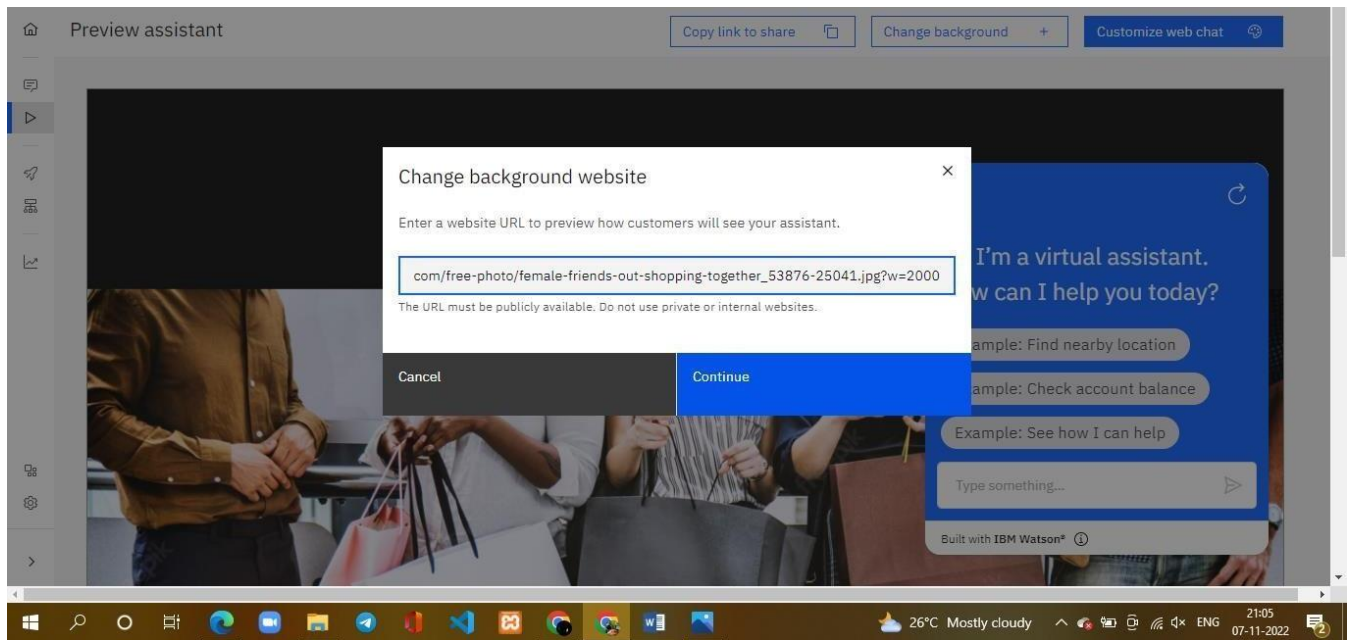 Preview assistant
Copy link to share
Change background +
Customize web chat
Change background website
Enter a website URL to preview how customers will see your assistant.
com/free-photo/female-friends-out-shopping-together_53876-25041.jpg?w=2000
The URL must be publicly available. Do not use private or internal websites.
Cancel
Continue
I'm a virtual assistant.
w can I help you today?
ample: Find nearby location
ample: Check account balance
Example: See how I can help
Type something...
Built with IBM Watson®
26°C Mostly cloudy
ENG
21:05
07-11-2022
2